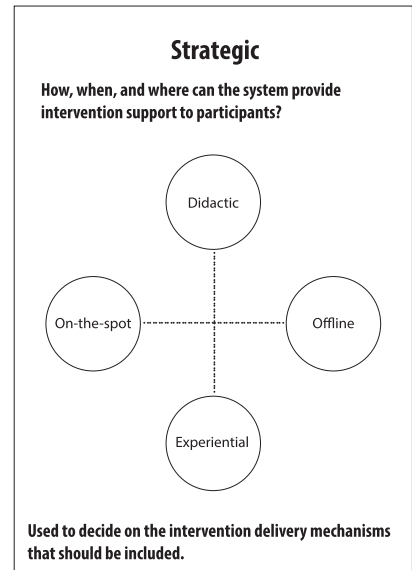 Strategic
How, when, and where can the system provide
intervention support to participants?
Didactic
On-the-spot
Offline
Experiential
Used to decide on the intervention delivery mechanisms
that should be included.